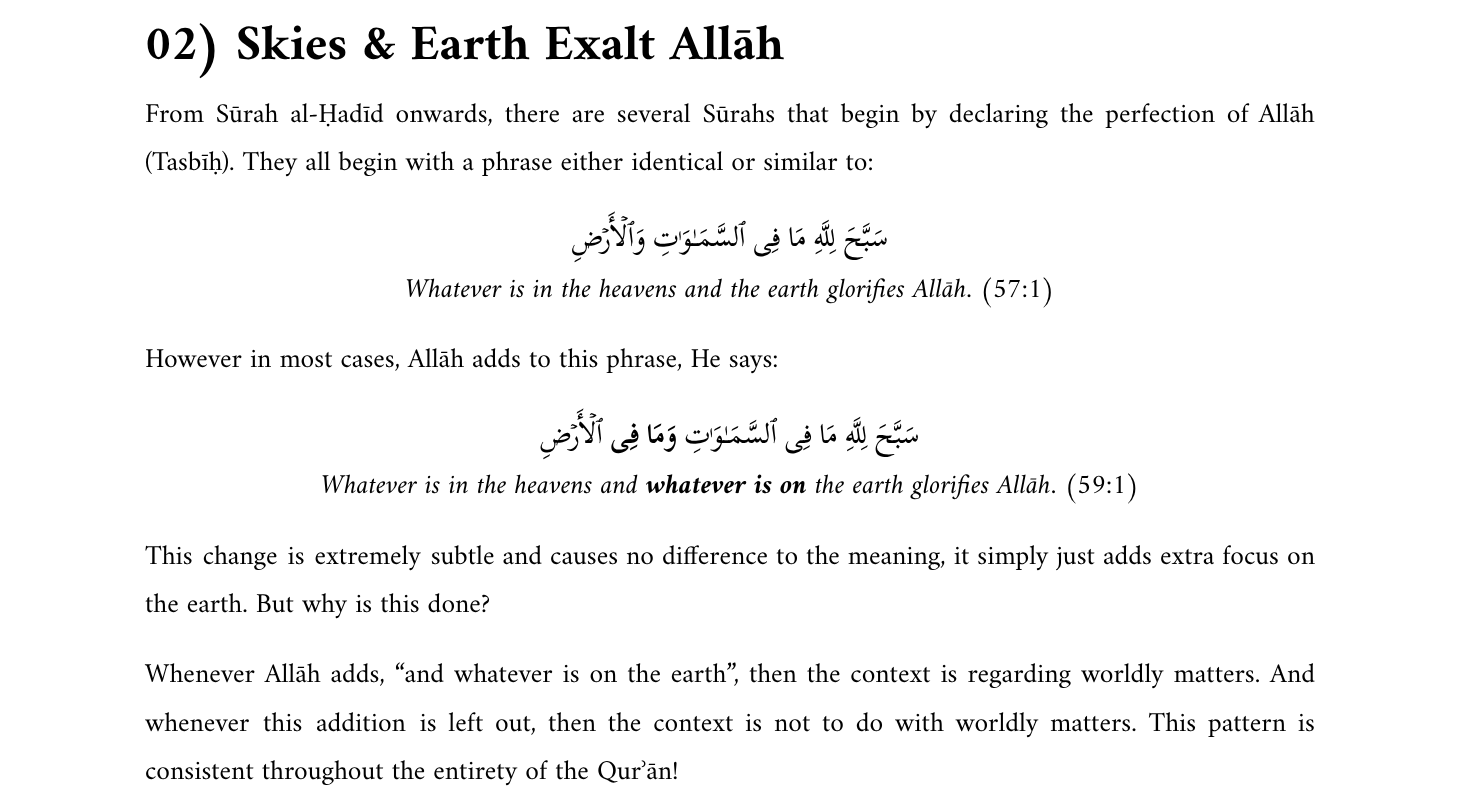 02) Skies & Earth Exalt Allāh
From Sūrah al-Ḥadīd onwards, there are several Sūrahs that begin by declaring the perfection of Allāh
(Tasbīḥ). They all begin with a phrase either identical or similar to:
سَبَّحَ لِلَّهِ مَا فِى ٱلسَّمَـٰوَٰتِ وَٱلْأَرْضِ
Whatever is in the heavens and the earth glorifies Allāh. (57:1)
However in most cases, Allāh adds to this phrase, He says:
سَبَّحَ لِلَّهِ مَا فِى ٱلسَّمَـٰوَٰتِ وَمَا فِى ٱلْأَرْضِ
Whatever is in the heavens and whatever is on the earth glorifies Allāh. (59:1)
This change is extremely subtle and causes no difference to the meaning, it simply just adds extra focus on
the earth. But why is this done?
Whenever Allāh adds, “and whatever is on the earth”, then the context is regarding worldly matters. And
whenever this addition is left out, then the context is not to do with worldly matters. This pattern is
consistent throughout the entirety of the Qurʾān!